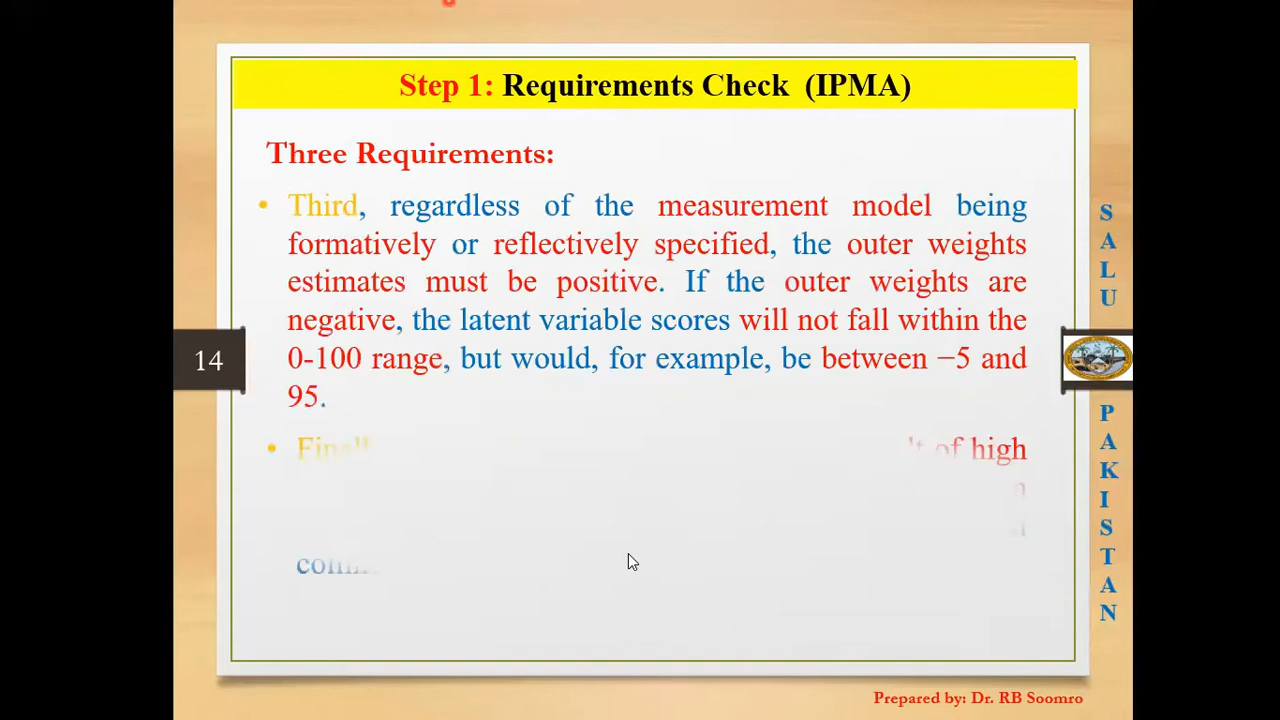 Step 1: Requirements Check (IPMA)
Three Requirements:
• Third, regardless of the measurement model being
formatively or reflectively specified, the outer weights
estimates must be positive. If the outer weights are
negative, the latent variable scores will not fall within the
0-100 range, but would, for example, be between −5 and
95.
• of high
14
SALU
PAKISTAN
Prepared by: Dr. RB Soomro